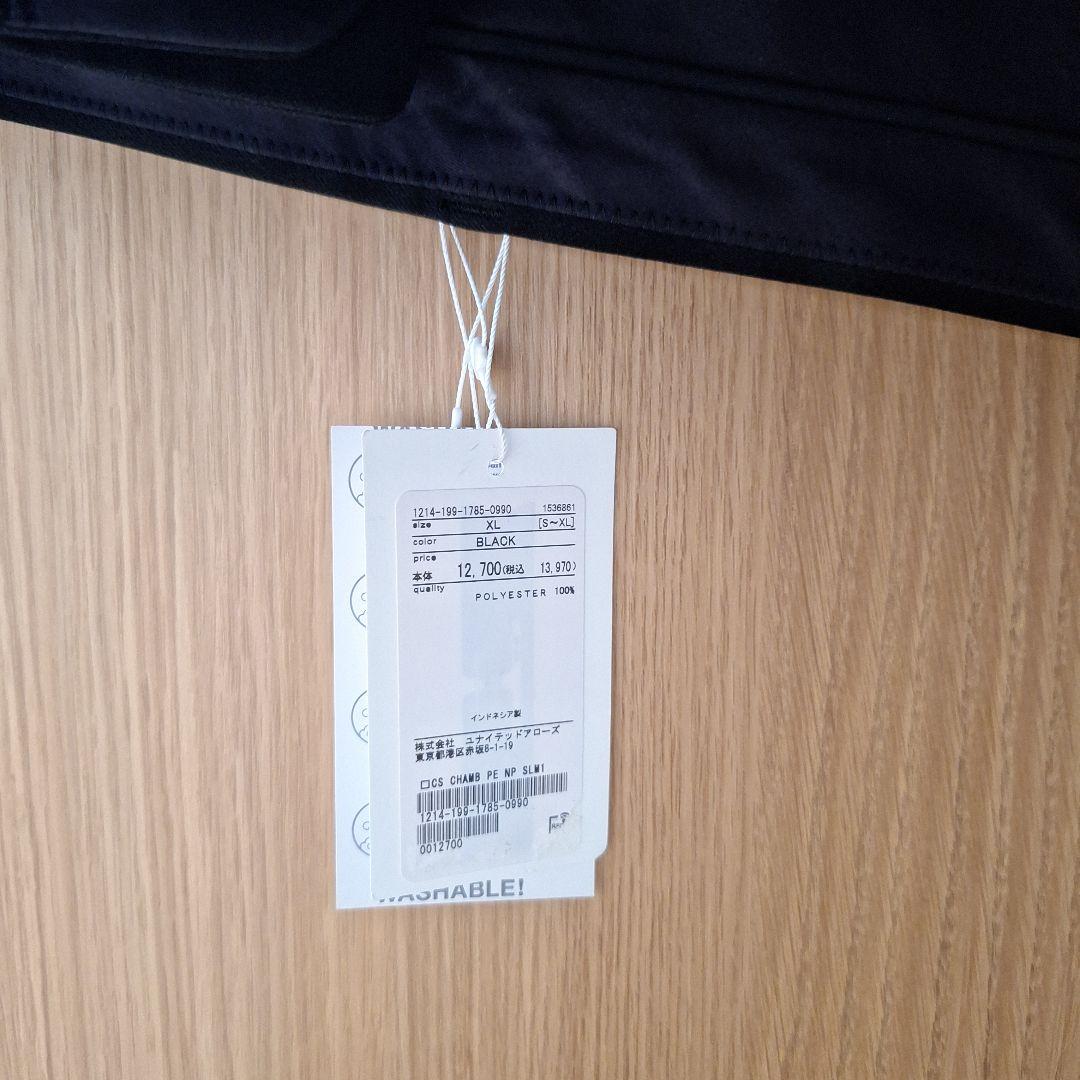 1214-199-1785-0990 1536861
size XL [S～XL]
color BLACK
price
本体 12,700(税込 13,970)
quality
POLYESTER 100%
インドネシア製
株式会社 ユナイテッドアローズ
東京都港区赤坂8-1-19
□CS CHAMB PE NP SLM1
1214-199-1785-0990
0012700
WASHABLE!